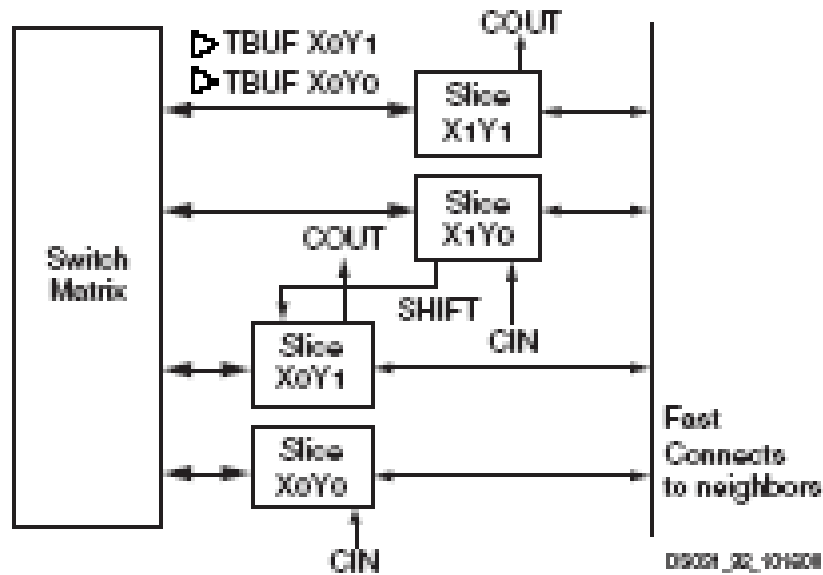 TBUF X0Y1
TBUF X0Y0
COUT
Slice
X1Y1
Slice
X1Y0
COUT
Switch
Matrix
SHIFT
CIN
Slice
X0Y1
Slice
X0Y0
CIN
Fast
Connects
to neighbors